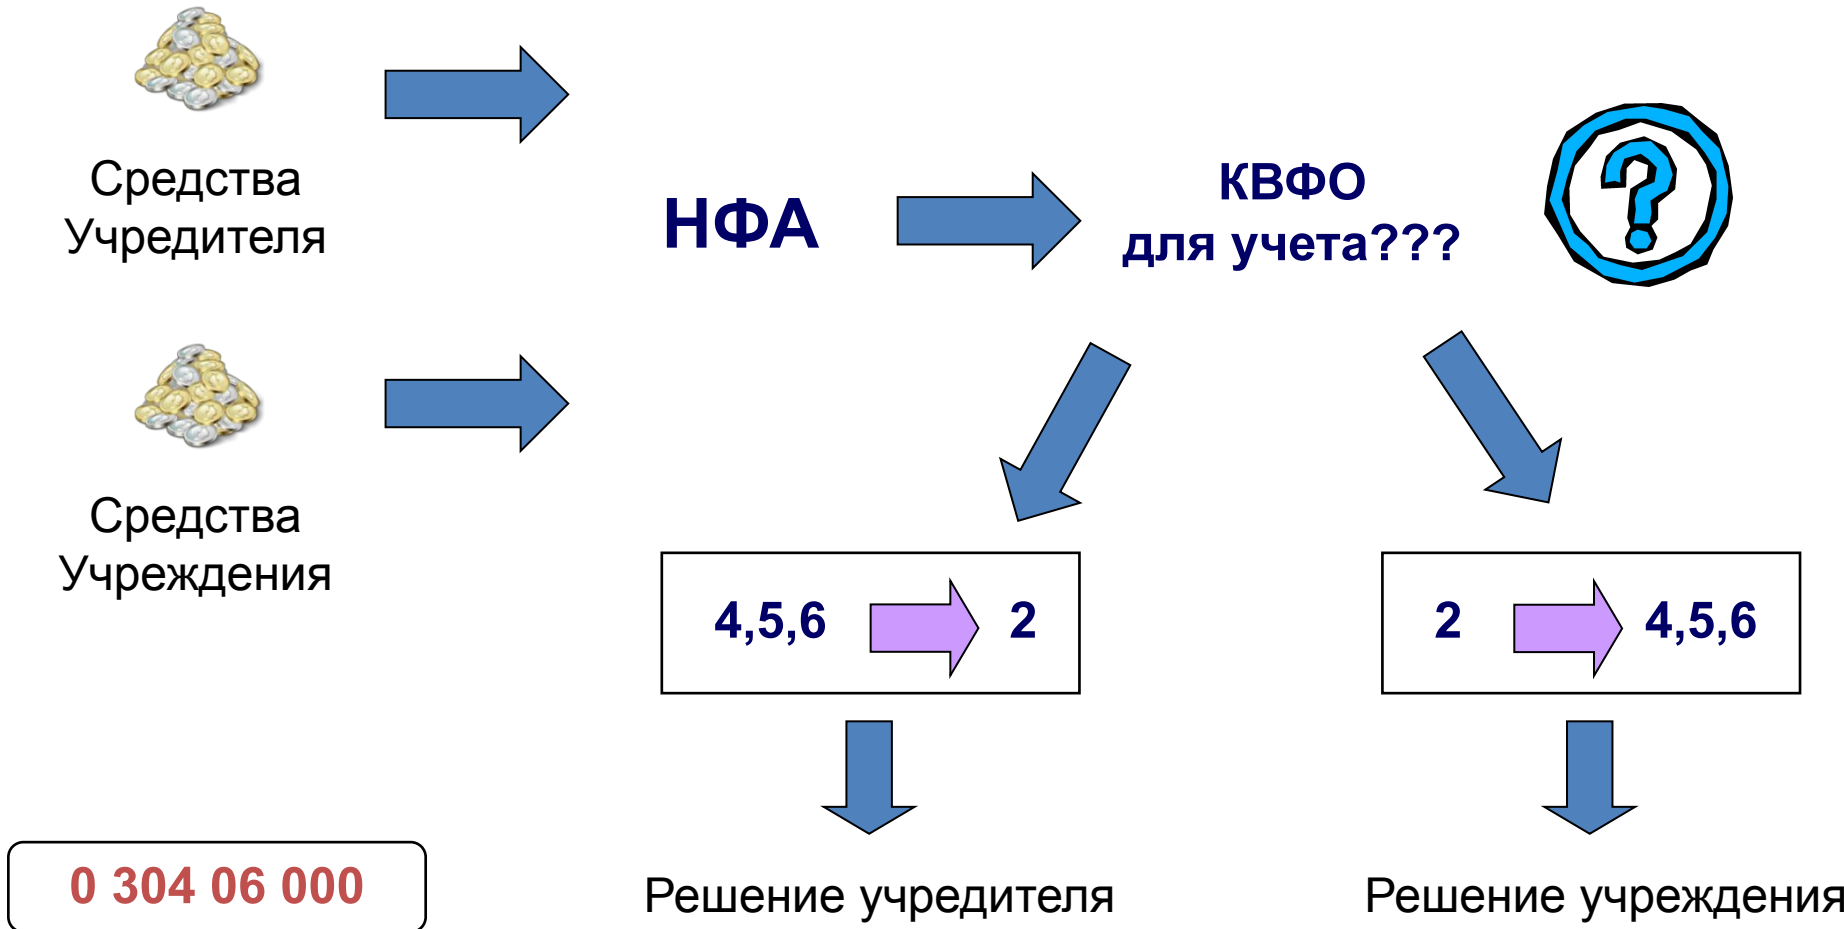 Средства
Учредителя
НФА
КВФО
для учета???
?
Средства
Учреждения
4,5,6
2
2
4,5,6
0 304 06 000
Решение учредителя
Решение учреждения